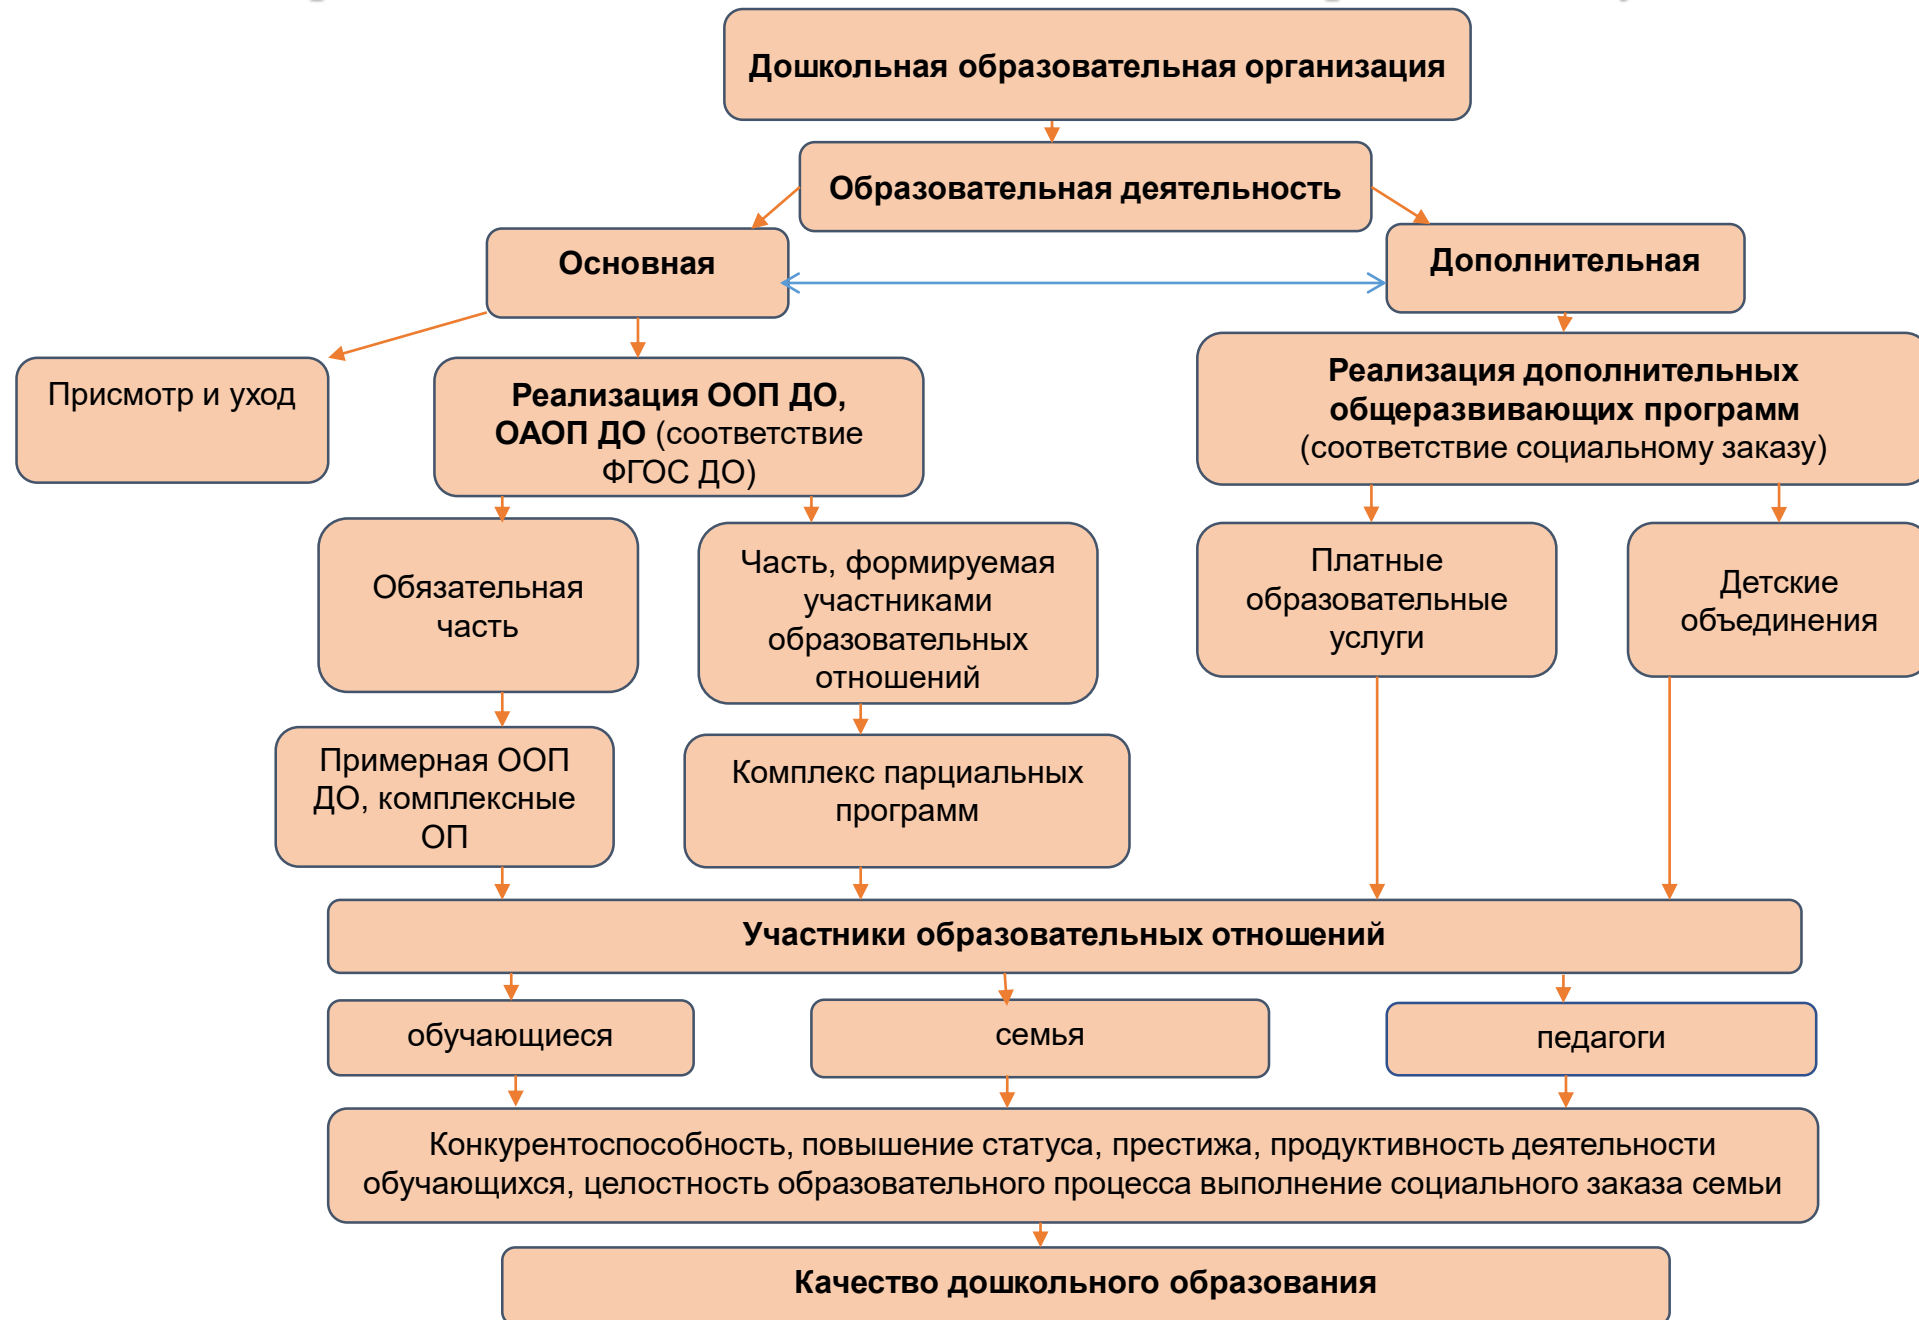 Дошкольная образовательная организация
Образовательная деятельность
Основная
Дополнительная
Присмотр и уход
Реализация ООП ДО,
ОАОП ДО (соответствие
ФГОС ДО)
Реализация дополнительных
общеразвивающих программ
(соответствие социальному заказу)
Обязательная
часть
Часть, формируемая
участниками
образовательных
отношений
Платные
образовательные
услуги
Детские
объединения
Примерная ООП
ДО, комплексные
ОП
Комплекс парциальных
программ
Участники образовательных отношений
обучающиеся
семья
педагоги
Конкурентоспособность, повышение статуса, престижа, продуктивность деятельности
обучающихся, целостность образовательного процесса выполнение социального заказа семьи
Качество дошкольного образования